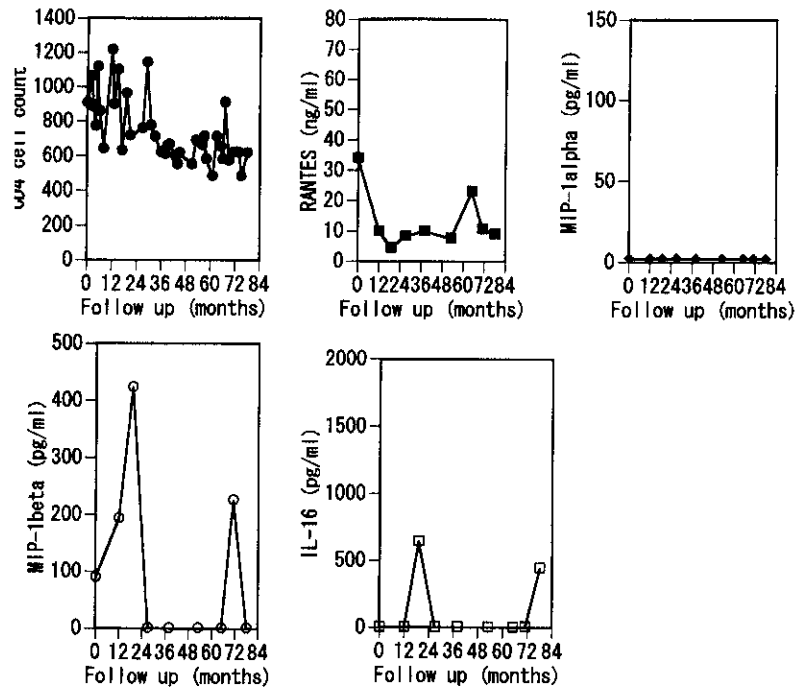 1400
1200
1000
800
600
400
200
0
cell count
0 12 24 36 48 60 72 84
Follow up (months)
80
70
60
50
40
30
20
10
0
RANTES (ng/ml)
0 1224364860728 4
Follow up (months)
150
100
50
0
MIP-1alpha (pg/ml)
0 12243648607284
Follow up (months)
500
400
300
200
100
0
MIP-1beta (pg/ml)
0 12 24 36 48 60 72 84
Follow up (months)
2000
1500
1000
500
0
IL-16 (pg/ml)
0 12 24 36 48 60 72 84
Follow up (months)